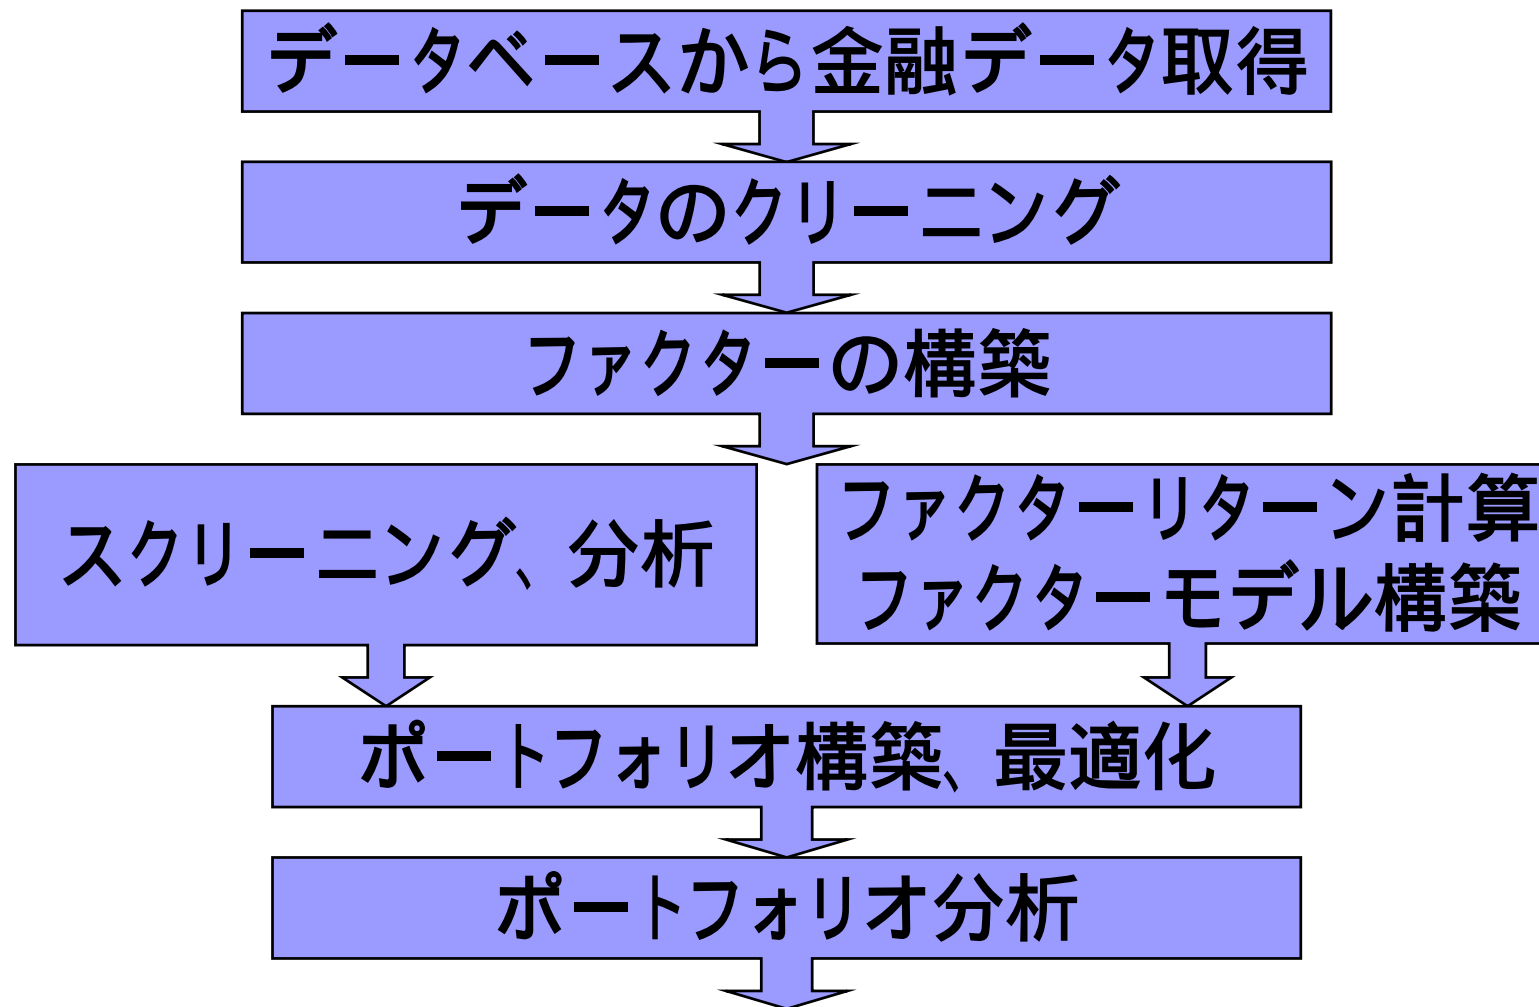 データベースから金融データ取得
データのクリーニング
ファクターの構築
スクリーニング、分析
ファクターリターン計算
ファクターモデル構築
ポートフォリオ構築、最適化
ポートフォリオ分析